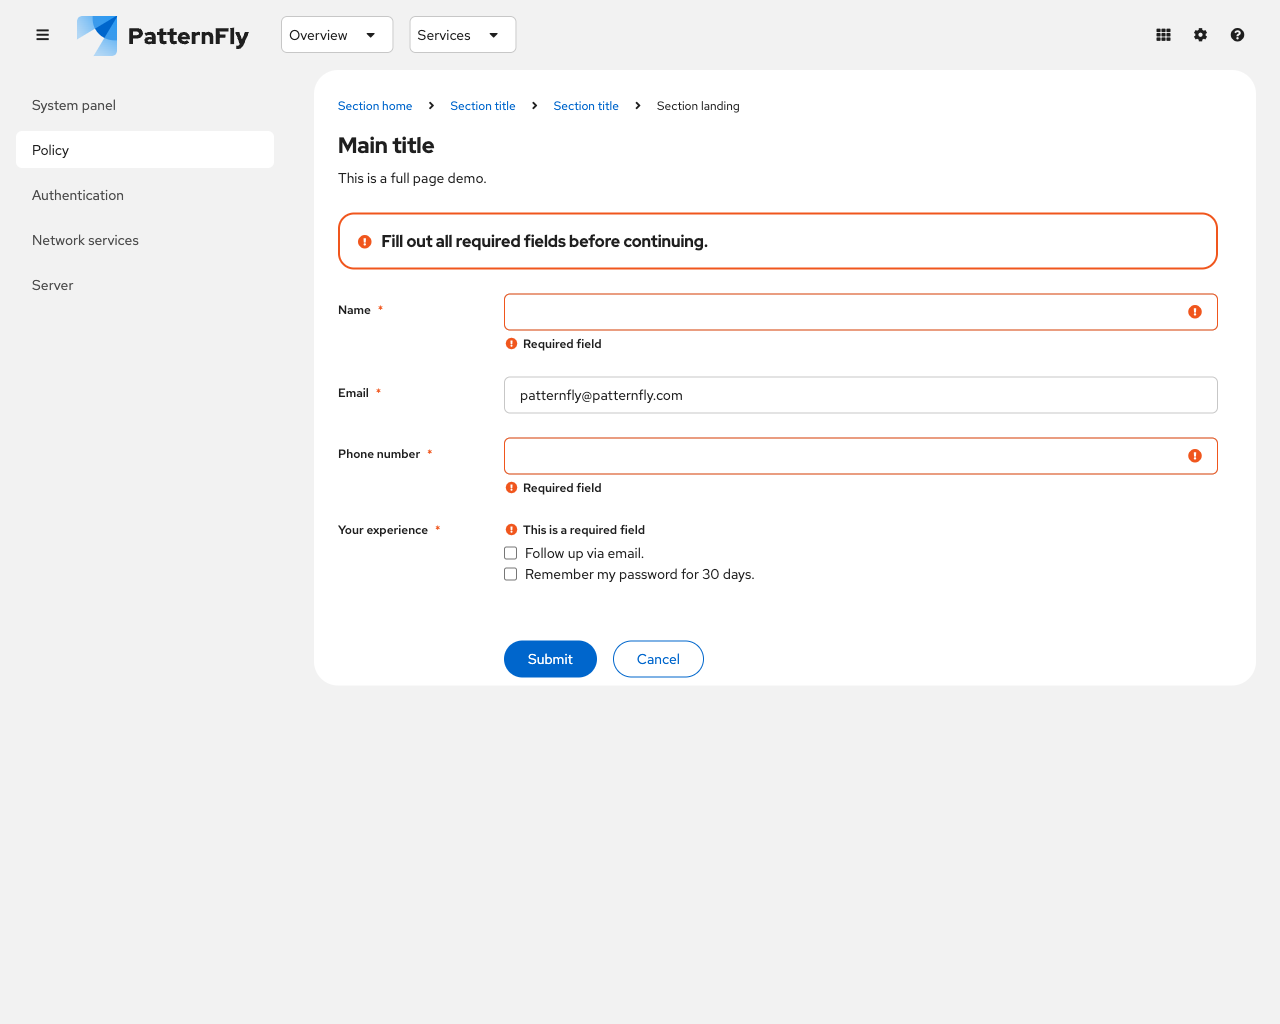 PatternFly
Overview
Services
System panel
Policy
Authentication
Network services
Server
Section home
Section title
Section title
Section landing
Main title
This is a full page demo.
Fill out all required fields before continuing.
Name *
Required field
Email *
patternfly@patternfly.com
Phone number *
Required field
Your experience *
This is a required field
Follow up via email.
Remember my password for 30 days.
Submit
Cancel